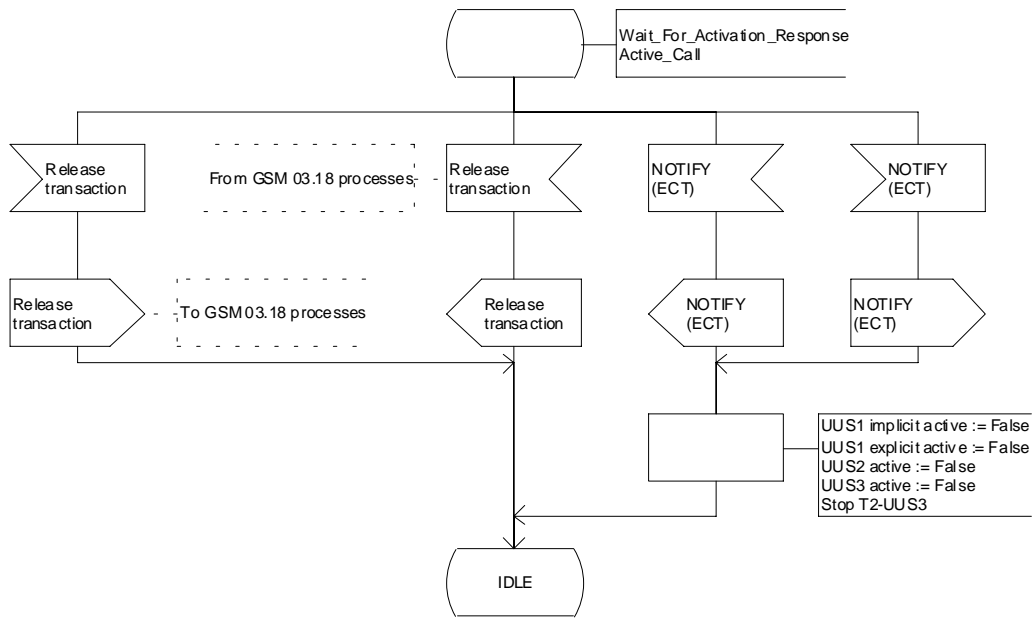 Wait_For_Activation_Response
Active_Call
Release
transaction
From GSM 03.18 processes
Release
transaction
NOTIFY
(ECT)
NOTIFY
(ECT)
Release
transaction
To GSM 03.18 processes
Release
transaction
NOTIFY
(ECT)
NOTIFY
(ECT)
UUS1 implicit active := False
UUS1 explicit active := False
UUS2 active := False
UUS3 active := False
Stop T2-UUS3
IDLE